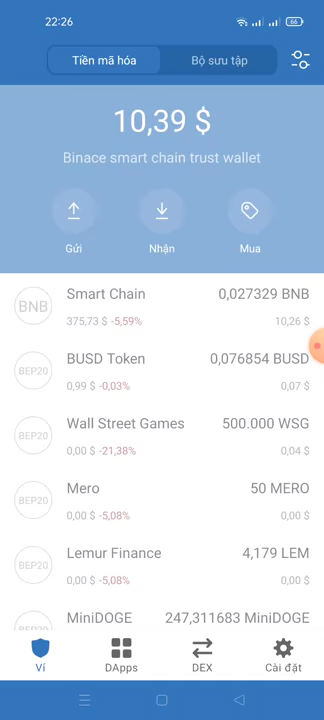 22:26
66
Tiền mã hóa
Bộ sưu tập
10,39 $
Binace smart chain trust wallet
Gửi
Nhận
Mua
BNB
Smart Chain
0,027329 BNB
375,73 $ -5,59%
10,26 $
BEP20
BUSD Token
0,076854 BUSD
0,99 $ -0,03%
0,07 $
BEP20
Wall Street Games
500.000 WSG
0,00 $ -21,38%
0,04 $
BEP20
Mero
50 MERO
0,00 $ -5,08%
0,00 $
BEP20
Lemur Finance
4,179 LEM
0,00 $ -5,08%
0,00 $
BEP20
MiniDOGE
247,311683 MiniDOGE
Ví
DApps
DEX
Cài đặt